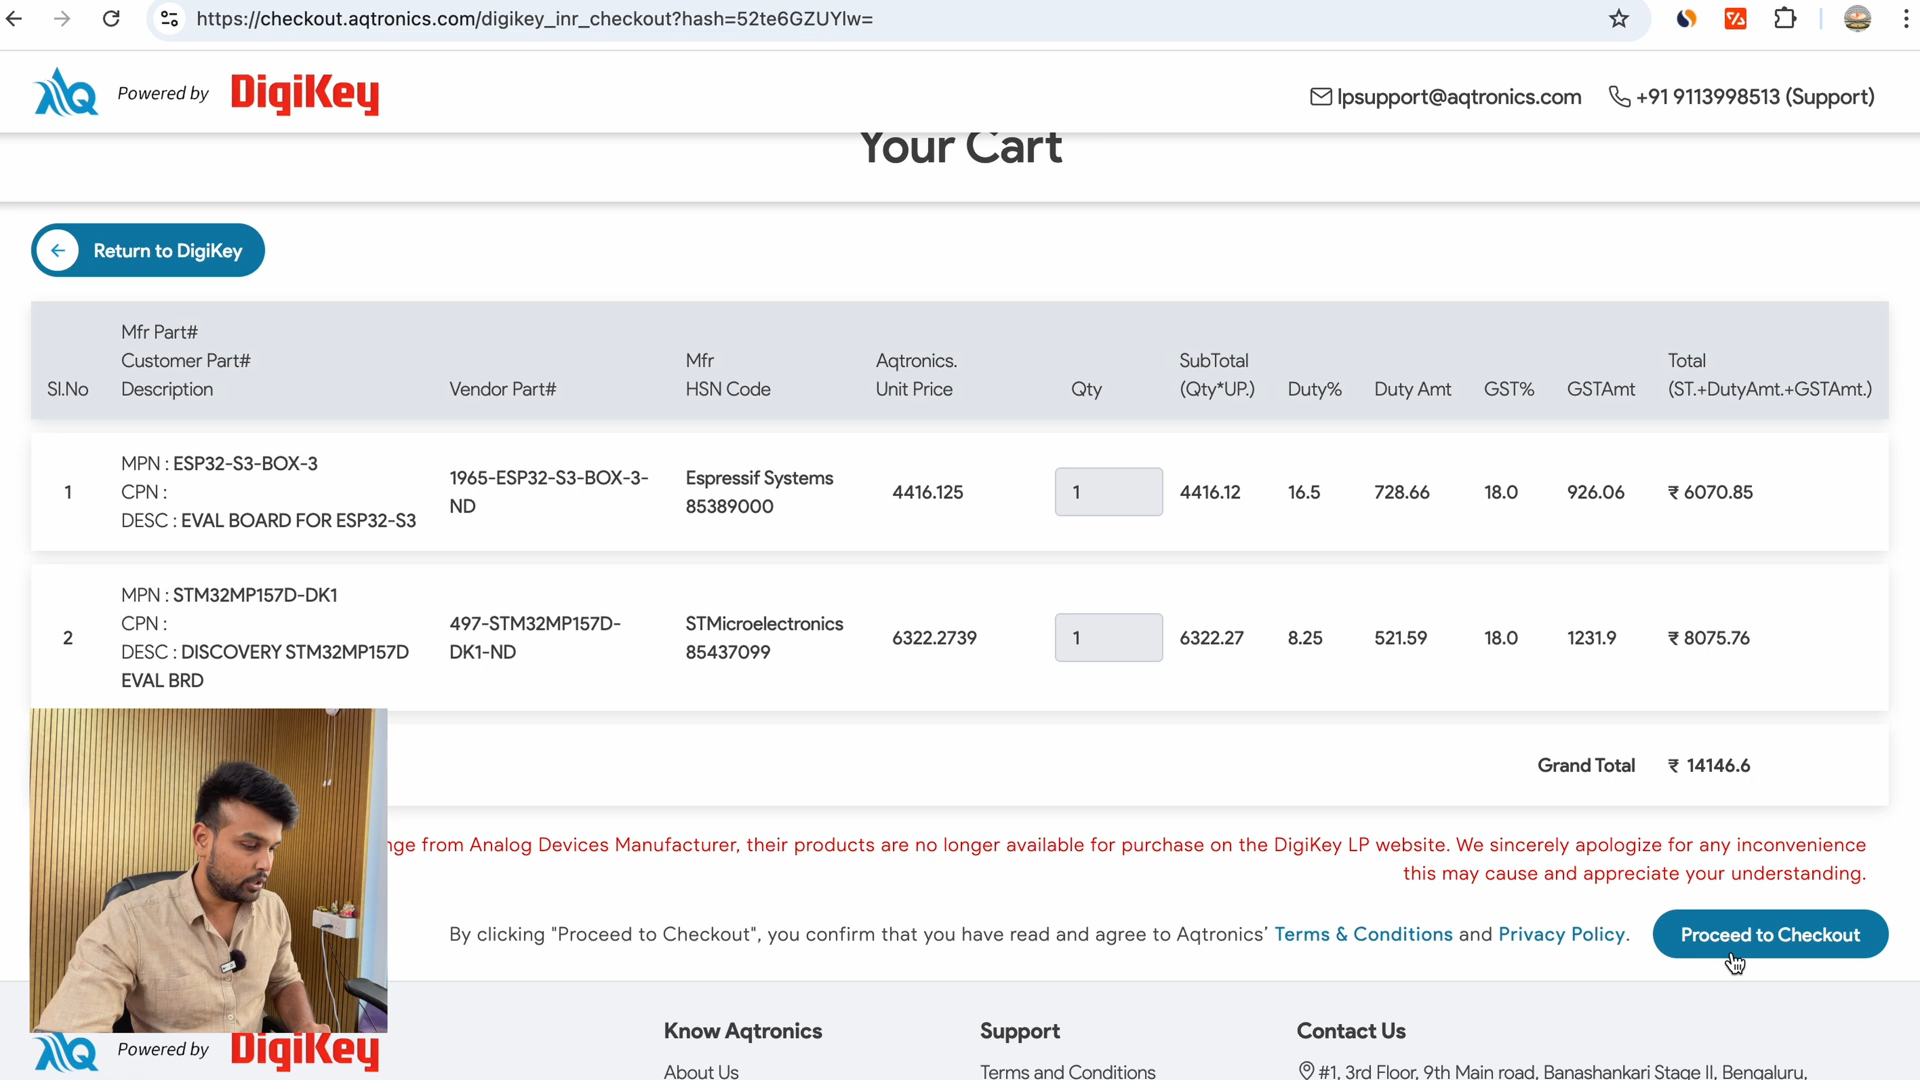 https://checkout.aqtronics.com/digikey_inr_checkout?hash=52te6GZUYlw=
AQ Powered by DigiKey
lpsupport@aqtronics.com +91 9113998513 (Support)
Your Cart
Return to DigiKey
Sl.No
Mfr Part#
Customer Part#
Description
Vendor Part#
Mfr
HSN Code
Aqtronics.
Unit Price
Qty
SubTotal
(Qty*UP.)
Duty%
Duty Amt
GST%
GSTAmt
Total
(ST.+DutyAmt.+GSTAmt.)
1
MPN : ESP32-S3-BOX-3
CPN :
DESC : EVAL BOARD FOR ESP32-S3
1965-ESP32-S3-BOX-3-
ND
Espressif Systems
85389000
4416.125
1
4416.12
16.5
728.66
18.0
926.06
₹ 6070.85
2
MPN : STM32MP157D-DK1
CPN :
DESC : DISCOVERY STM32MP157D
EVAL BRD
497-STM32MP157D-
DK1-ND
STMicroelectronics
85437099
6322.2739
1
6322.27
8.25
521.59
18.0
1231.9
₹ 8075.76
Grand Total ₹ 14146.6
from Analog Devices Manufacturer, their products are no longer available for purchase on the DigiKey LP website. We sincerely apologize for any inconvenience
this may cause and appreciate your understanding.
By clicking "Proceed to Checkout", you confirm that you have read and agree to Aqtronics’ Terms & Conditions and Privacy Policy.
Proceed to Checkout
AQ Powered by DigiKey
Know Aqtronics
About Us
Support
Terms and Conditions
Contact Us
#1, 3rd Floor, 9th Main road, Banashankari Stage II, Bengaluru,